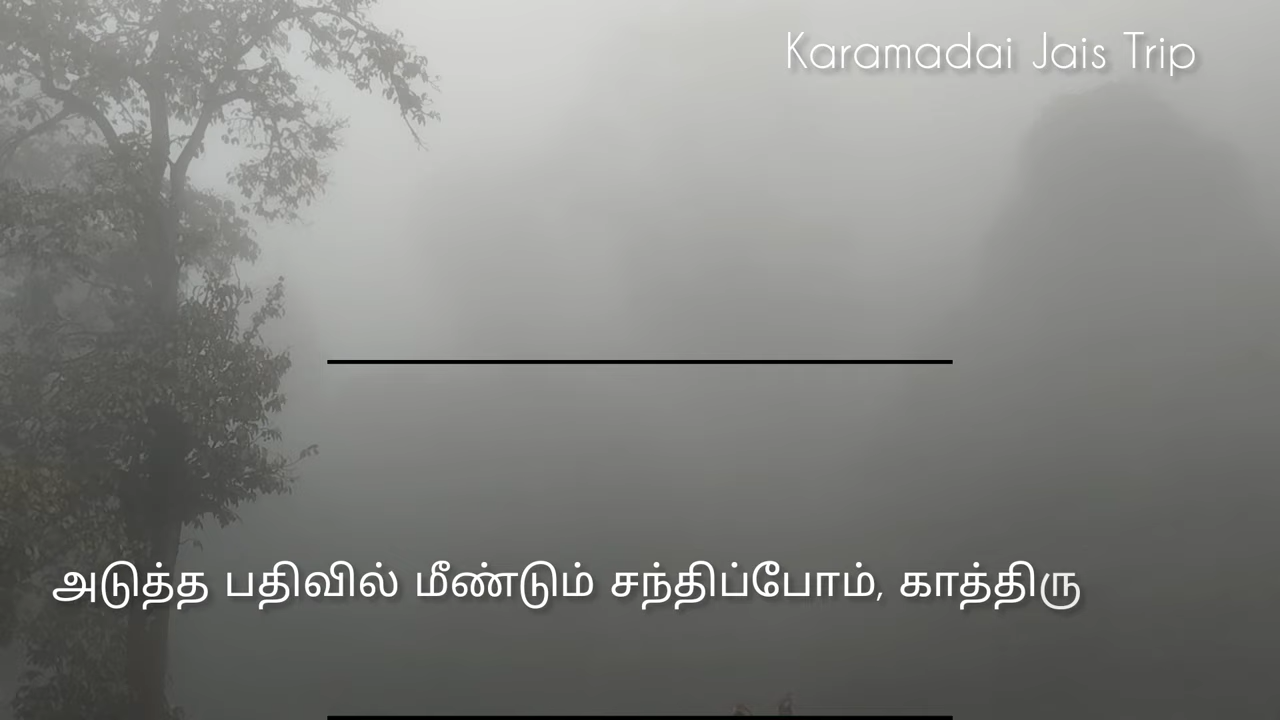 Karamadai Jais Trip
அடுத்த பதிவில் மீண்டும் சந்திப்போம், காத்திரு